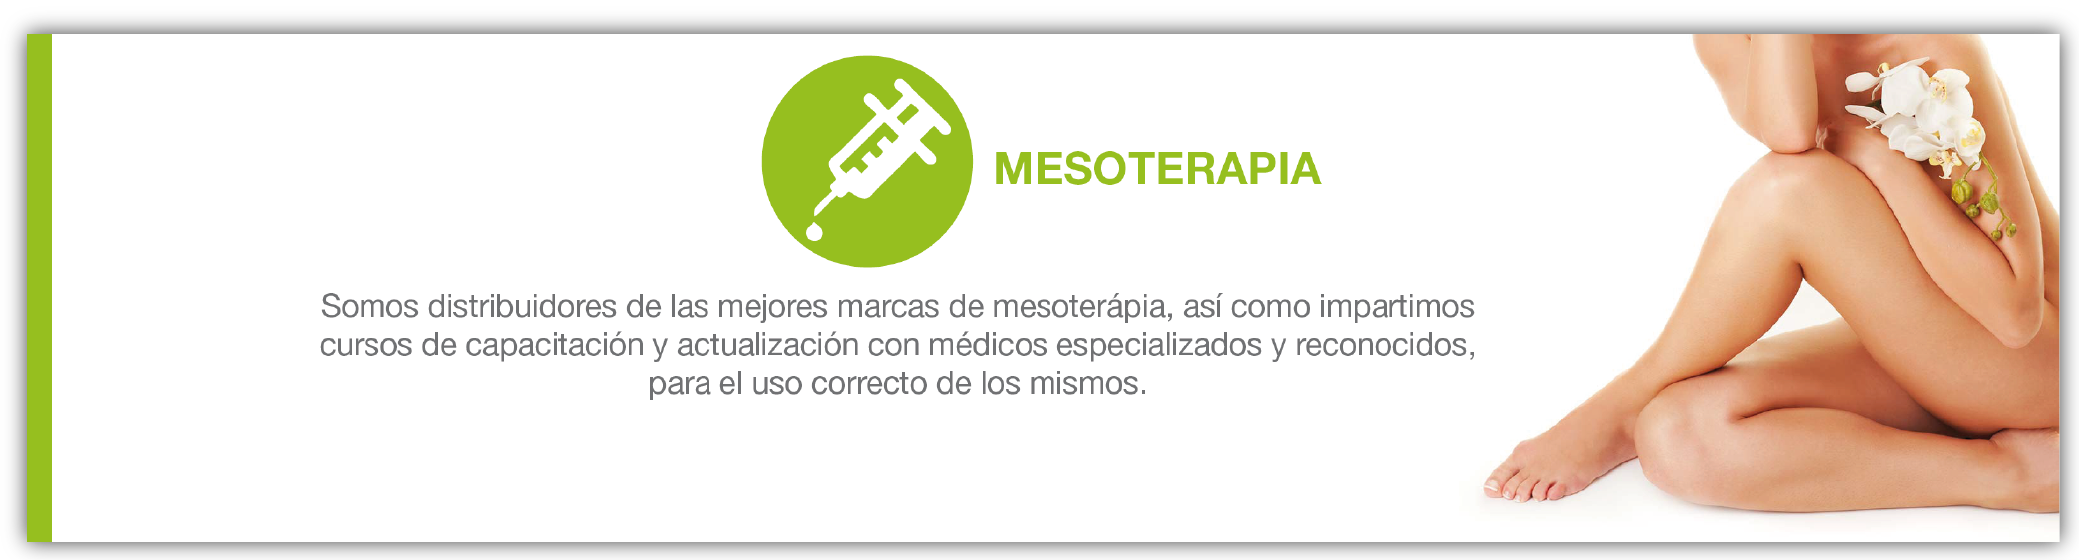 MESOTERAPIA
Somos distribuidores de las mejores marcas de mesoterápia, así como impartimos
cursos de capacitación y actualización con médicos especializados y reconocidos,
para el uso correcto de los mismos.